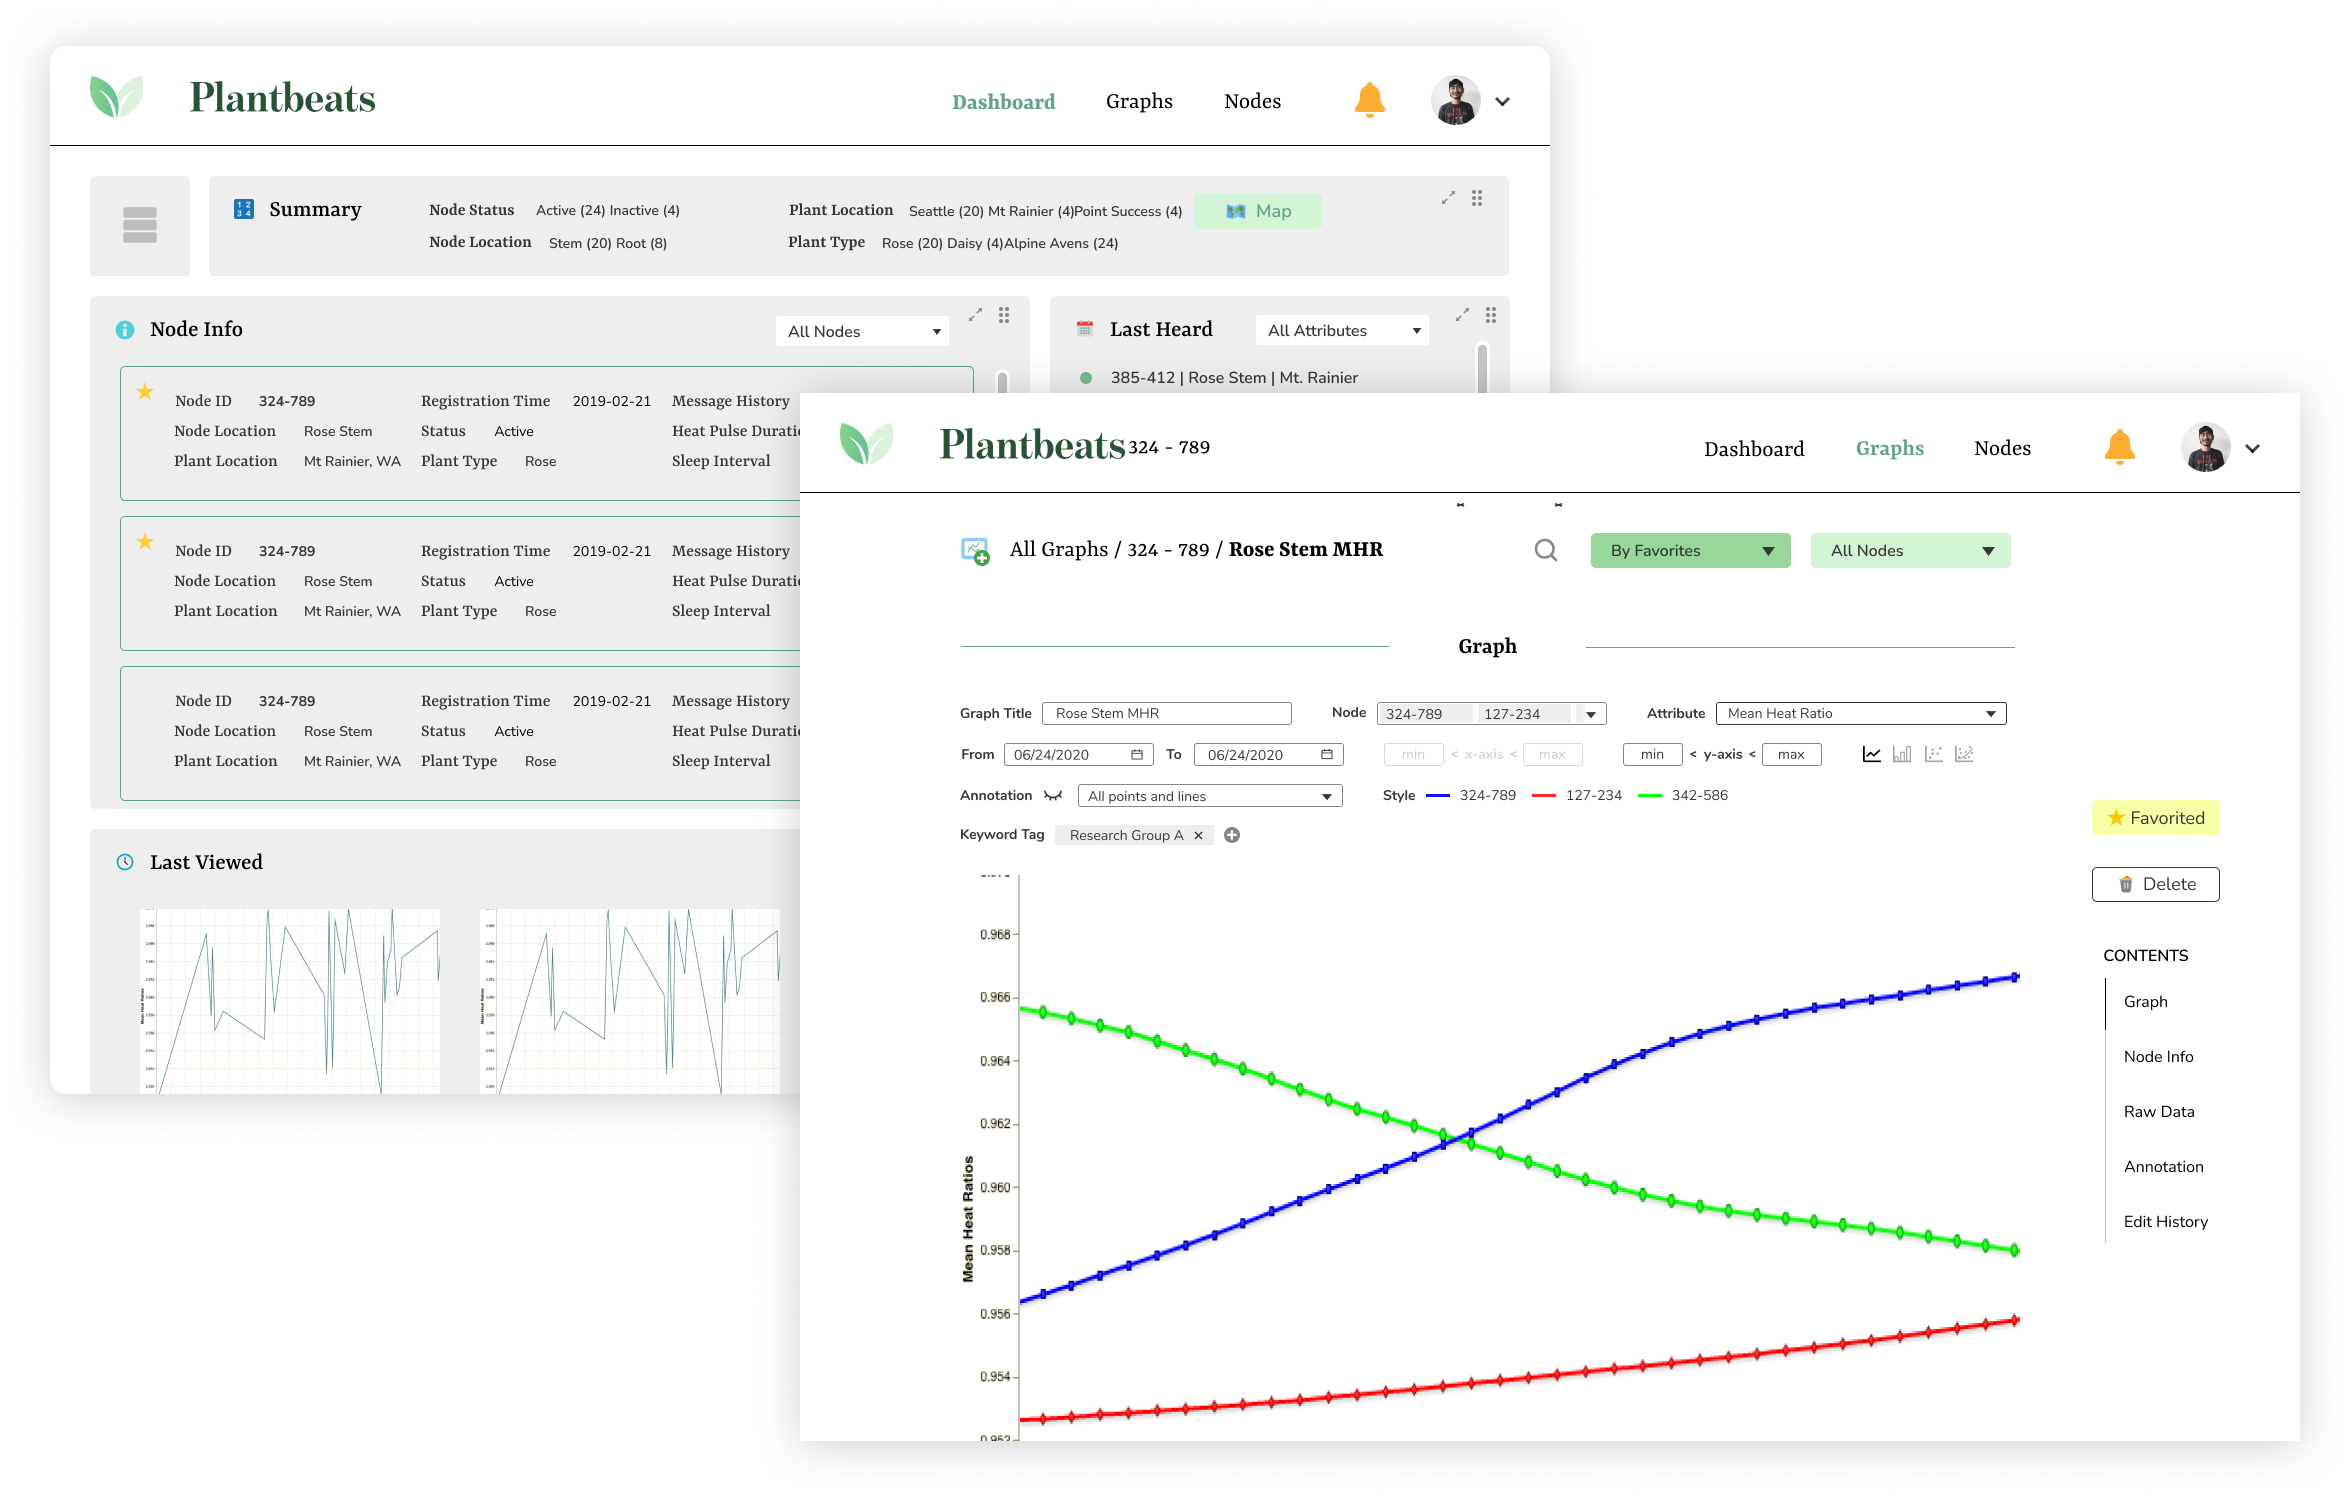 Plantbeats
Dashboard Graphs Nodes
1 2
3 4
Summary
Node Status Active (24) Inactive (4)
Node Location Stem (20) Root (8)
Plant Location Seattle (20) Mt Rainier (4)Point Success (4)
Map
Plant Type Rose (20) Daisy (4)Alpine Avens (24)
Node Info
All Nodes
Node ID 324-789 Registration Time 2019-02-21 Message History
Node Location Rose Stem Status Active Heat Pulse
Plant Location Mt Rainier, WA Plant Type Rose Sleep Interval
Node ID 324-789 Registration Time 2019-02-21 Message History
Node Location Rose Stem Status Active Heat Pulse
Plant Location Mt Rainier, WA Plant Type Rose Sleep Interval
Node ID 324-789 Registration Time 2019-02-21 Message History
Node Location Rose Stem Status Active Heat Pulse
Plant Location Mt Rainier, WA Plant Type Rose Sleep Interval
Last Heard
All Attributes
385-412 | Rose Stem | Mt. Rainier
Last Viewed
Mean Heat Ratios
Mean Heat Ratios
Plantbeats 324 - 789
Dashboard Graphs Nodes
All Graphs / 324 - 789 / Rose Stem MHR
By Favorites
All Nodes
Graph
Graph Title Rose Stem MHR Node 324-789 127-234 Attribute Mean Heat Ratio
From 06/24/2020 To 06/24/2020 min < x-axis < max min < y-axis < max
Annotation All points and lines Style 324-789 127-234 342-586
Keyword Tag Research Group A ×
Favorited
Delete
CONTENTS
Graph
Node Info
Raw Data
Annotation
Edit History
Mean Heat Ratios
0.968
0.966
0.964
0.962
0.960
0.958
0.956
0.954